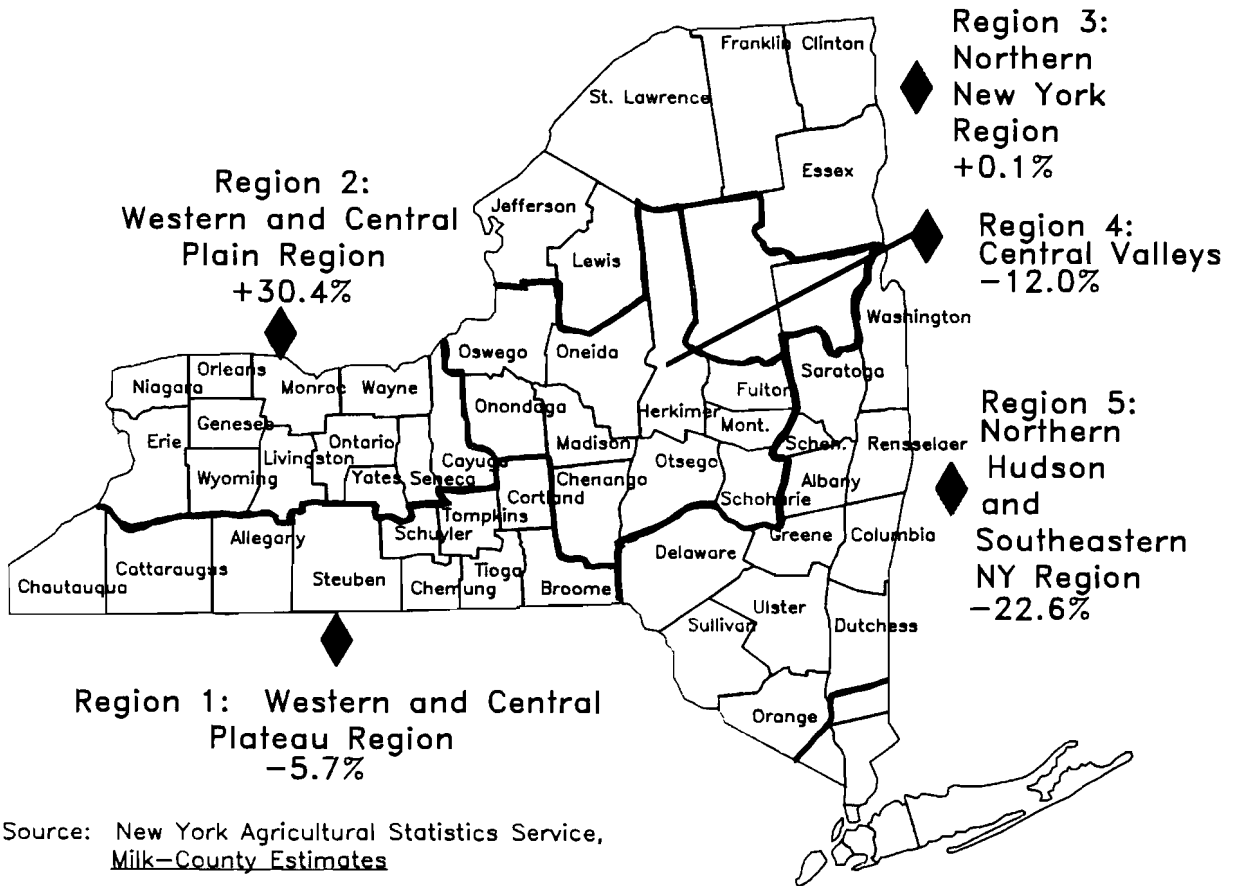 Region 3:
Northern
New York
Region
+0.1%
Franklin
Clinton
St. Lawrence
Essex
Region 2:
Western and Central
Plain Region
+30.4%
Jefferson
Lewis
Region 4:
Central Valleys
-12.0%
Washington
Oswego
Oneida
Saratoga
Orleans
Niagara
Monroe
Wayne
Fulton
Onondaga
Herkimer
Mont.
Genesee
Erie
Ontario
Madison
Schen.
Rensselaer
Livingston
Cayuga
Otsego
Wyoming
Yates
Seneca
Chenango
Albany
Cortland
Schoharie
Region 5:
Northern
Hudson
and
Southeastern
NY Region
-22.6%
Tompkins
Schuyler
Allegany
Greene
Columbia
Delaware
Cattaraugus
Chautauqua
Steuben
Tioga
Chemung
Broome
Ulster
Sullivan
Dutchess
Orange
Region 1: Western and Central
Plateau Region
-5.7%
Source: New York Agricultural Statistics Service,
Milk-County Estimates